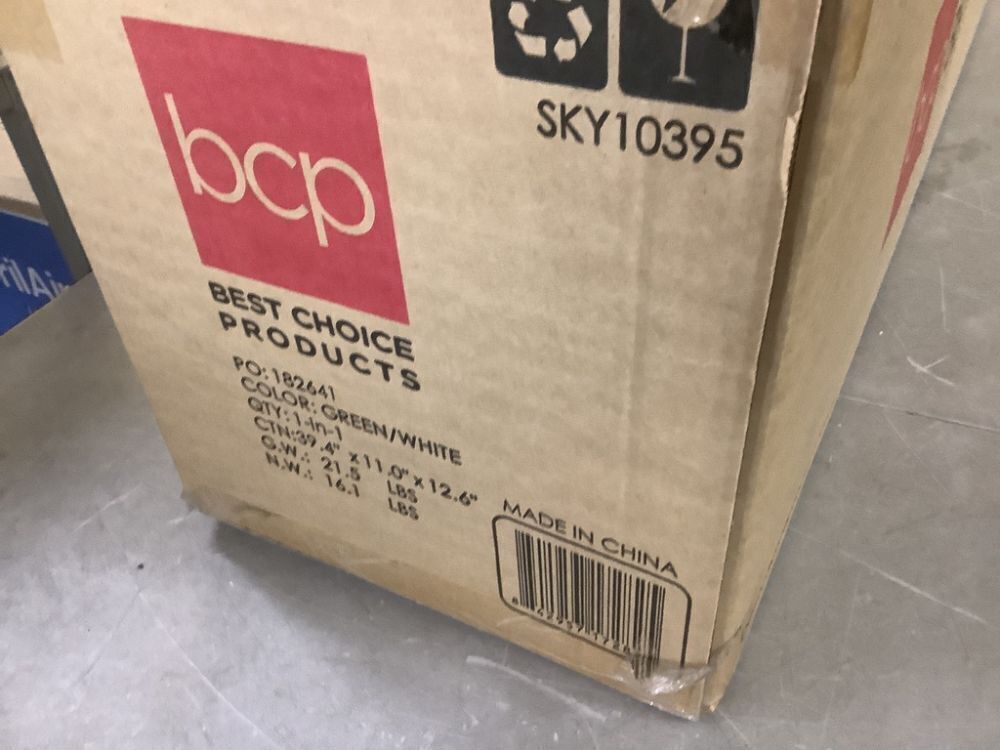 bcp
SKY10395
BEST CHOICE
PRODUCTS
PO: 182641
COLOR: GREEN/WHITE
QTY: 1-in-1
CTN: 39.4" x 11.0" x 12.6"
G.W.: 21.5 LBS
N.W.: 16.1 LBS
MADE IN CHINA